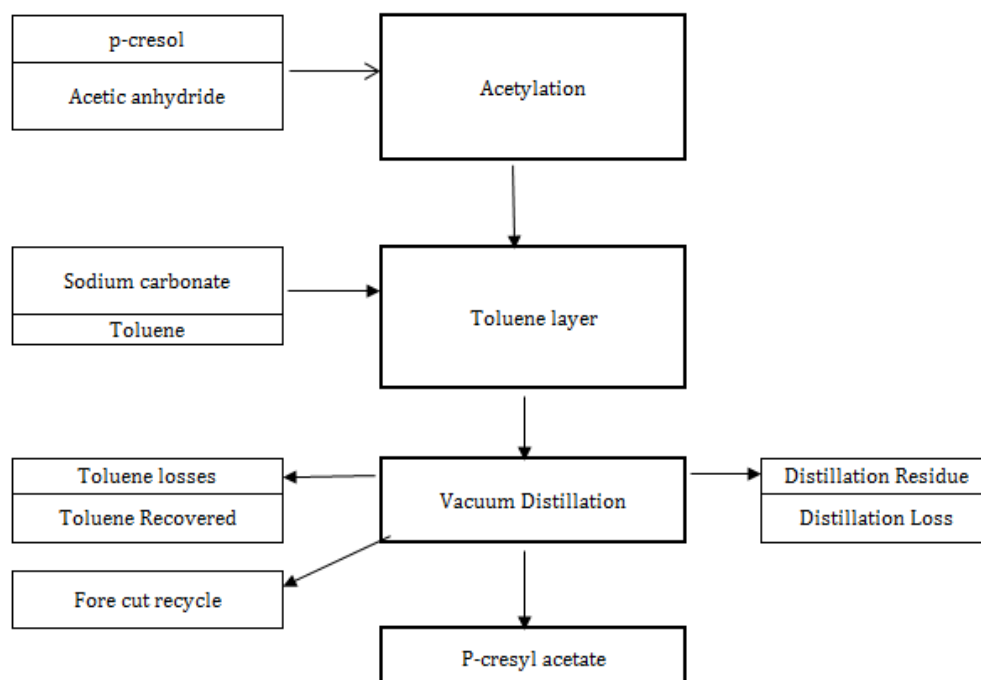 p-cresol
Acetic anhydride
Acetylation
Sodium carbonate
Toluene
Toluene layer
Toluene losses
Toluene Recovered
Vacuum Distillation
Distillation Residue
Distillation Loss
Fore cut recycle
P-cresyl acetate